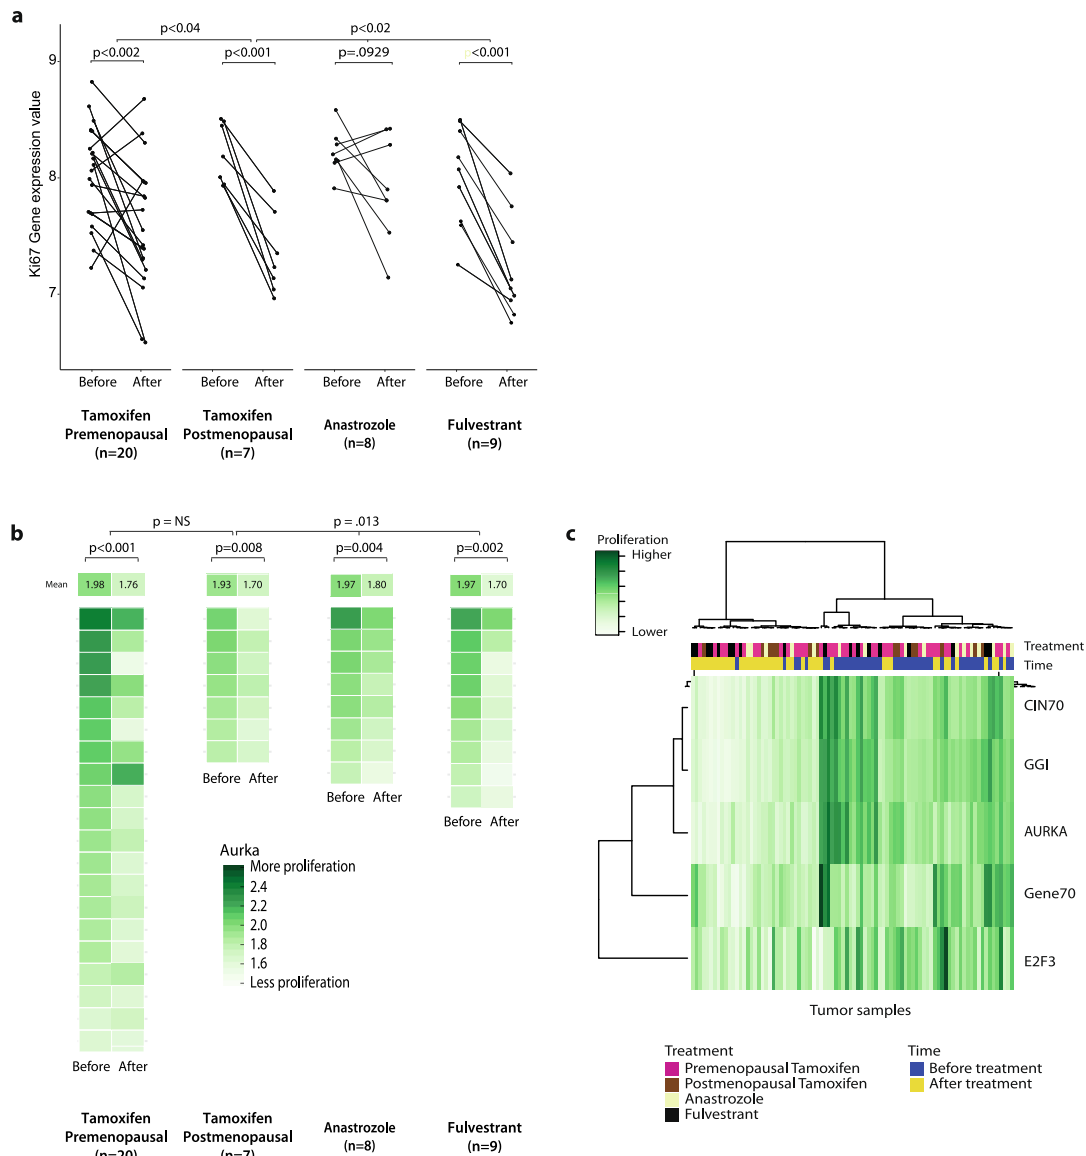 a
p<0.04
p<0.02
p<0.002
p<0.001
p=.0929
<0.001
9
8
7
Ki67 Gene expression value
Before After
Before After
Before After
Before After
Tamoxifen
Premenopausal
(n=20)
Tamoxifen
Postmenopausal
(n=7)
Anastrozole
(n=8)
Fulvestrant
(n=9)
b
p = NS
p = .013
p<0.001
p=0.008
p=0.004
p=0.002
Mean
1.98 1.76
1.93 1.70
1.97 1.80
1.97 1.70
Before After
Before After
Before After
Before After
Aurka
More proliferation
2.4
2.2
2.0
1.8
1.6
Less proliferation
Tamoxifen
Premenopausal
(n=20)
Tamoxifen
Postmenopausal
(n=7)
Anastrozole
(n=8)
Fulvestrant
(n=9)
c
Proliferation
Higher
Lower
Treatment
Time
CIN70
GGI
AURKA
Gene70
E2F3
Tumor samples
Treatment
Premenopausal Tamoxifen
Postmenopausal Tamoxifen
Anastrozole
Fulvestrant
Time
Before treatment
After treatment